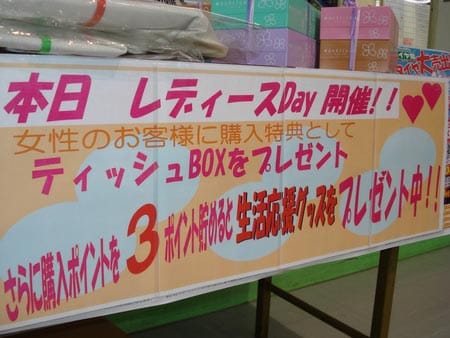 本日 レディースDay 開催!!
女性のお客様に購入特典として
ティッシュBOXをプレゼント
さらに購入ポイントを3ポイント貯めると生活応援グッズをプレゼント中!!